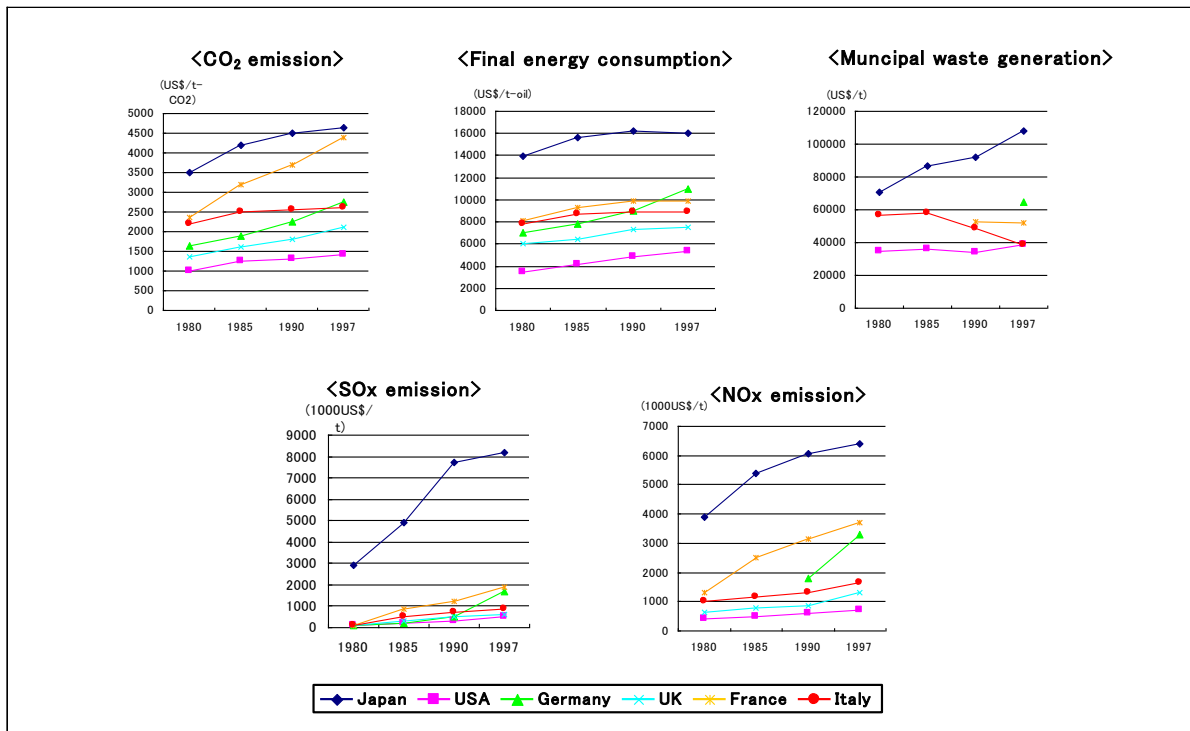 <CO₂ emission>
(US$/t-
CO2)
5000
4500
4000
3500
3000
2500
2000
1500
1000
500
0
1980 1985 1990 1997
<Final energy consumption>
(US$/t-oil)
18000
16000
14000
12000
10000
8000
6000
4000
2000
0
1980 1985 1990 1997
<Muncipal waste generation>
(US$/t)
120000
100000
80000
60000
40000
20000
0
1980 1985 1990 1997
<SOx emission>
(1000US$/
t)
9000
8000
7000
6000
5000
4000
3000
2000
1000
0
1980 1985 1990 1997
<NOx emission>
(1000US$/t)
7000
6000
5000
4000
3000
2000
1000
0
1980 1985 1990 1997
Japan USA Germany UK France Italy